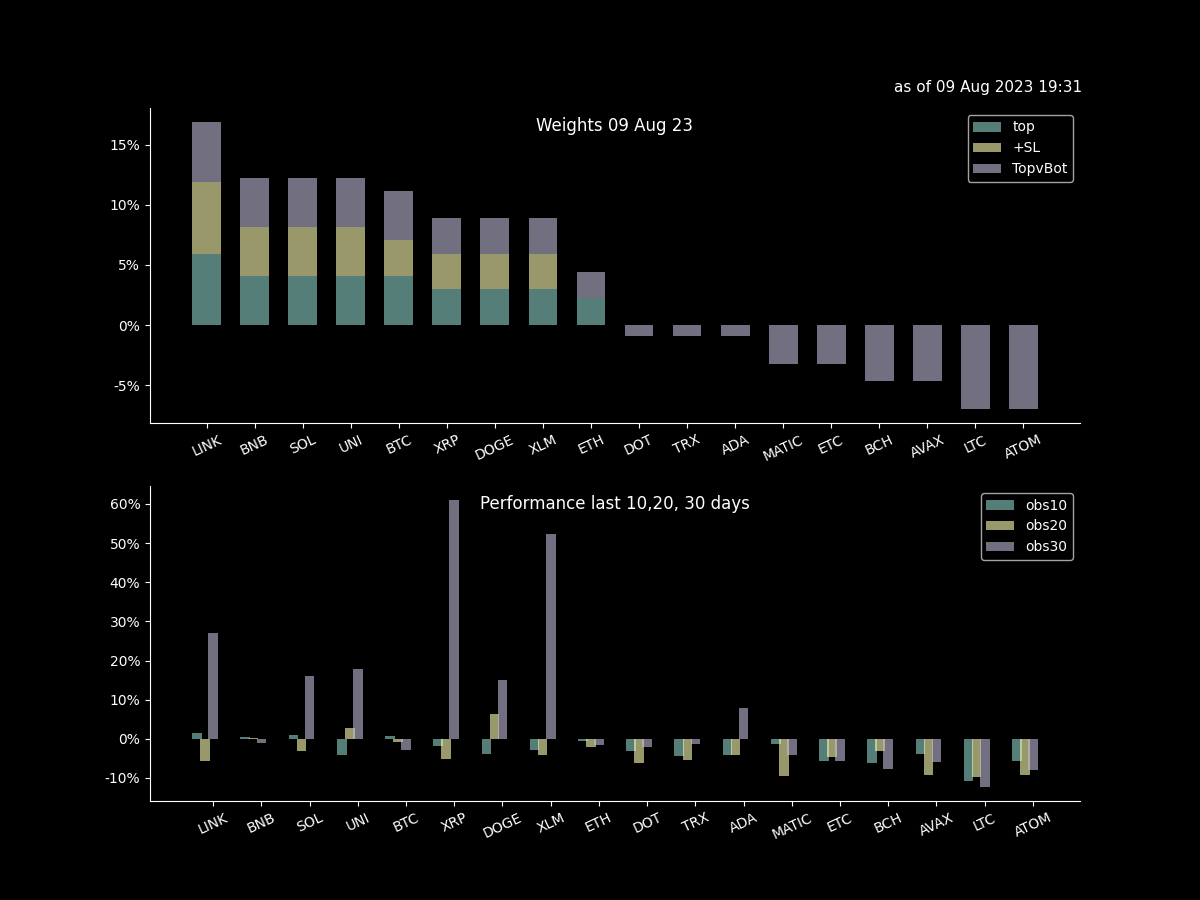 as of 09 Aug 2023 19:31
Weights 09 Aug 23
top
+SL
TopvBot
15%
10%
5%
0%
-5%
LINK BNB SOL UNI BTC XRP DOGE XLM ETH DOT TRX ADA MATIC ETC BCH AVAX LTC ATOM
Performance last 10,20, 30 days
obs10
obs20
obs30
60%
50%
40%
30%
20%
10%
0%
-10%
LINK BNB SOL UNI BTC XRP DOGE XLM ETH DOT TRX ADA MATIC ETC BCH AVAX LTC ATOM